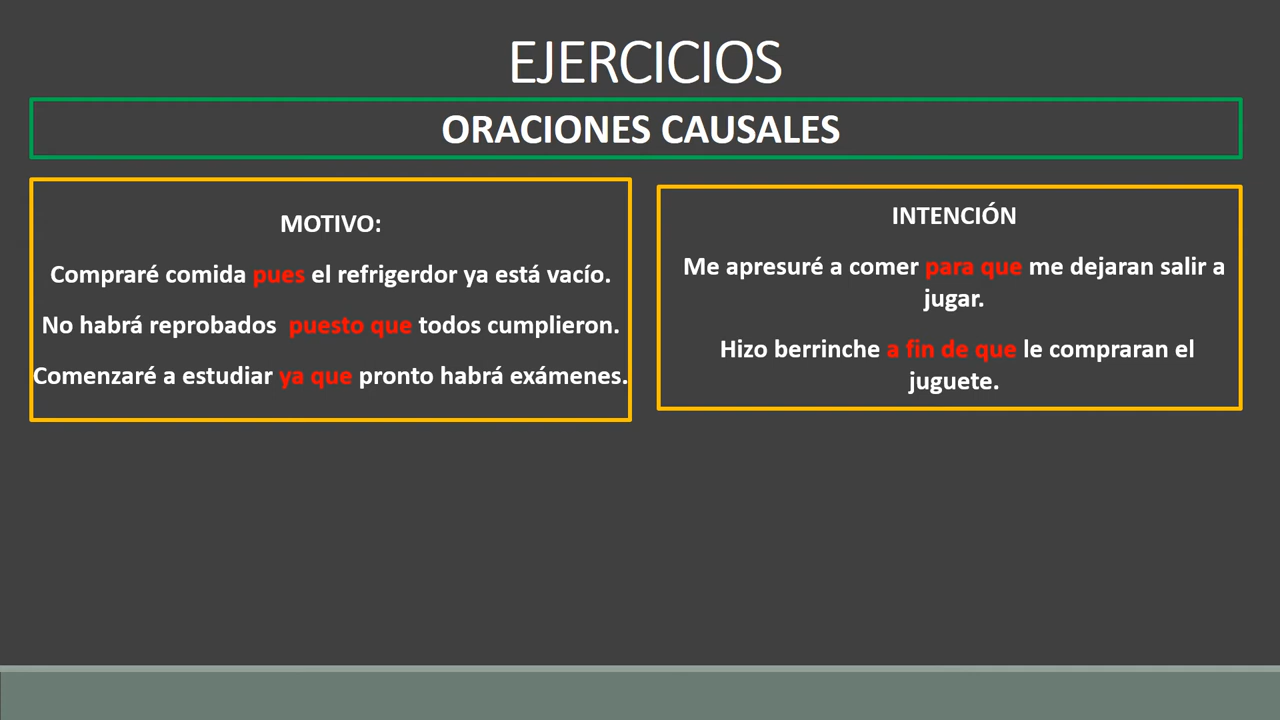 EJERCICIOS
ORACIONES CAUSALES
MOTIVO:
Compraré comida pues el refrigerdor ya está vacío.
No habrá reprobados puesto que todos cumplieron.
Comenzaré a estudiar ya que pronto habrá exámenes.
INTENCIÓN
Me apresuré a comer para que me dejaran salir a
jugar.
Hizo berrinche a fin de que le compraran el
juguete.